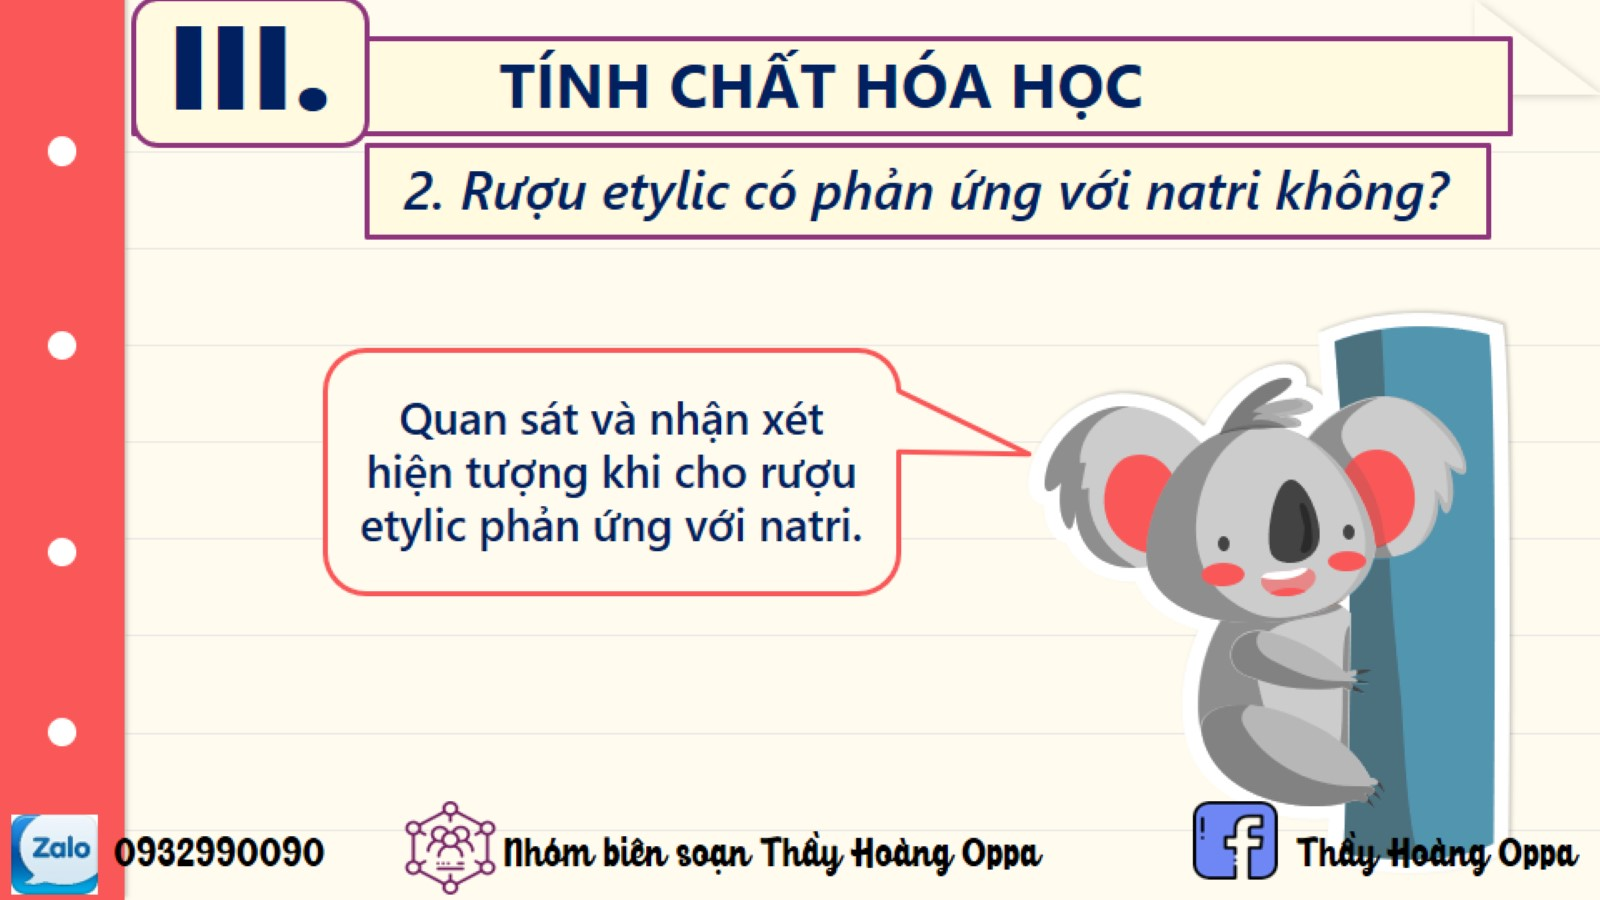 III.
TÍNH CHẤT HÓA HỌC
2. Rượu etylic có phản ứng với natri không?
Quan sát và nhận xét
hiện tượng khi cho rượu
etylic phản ứng với natri.
Zalo
0932990090
Nhóm biên soạn Thầy Hoàng Oppa
Thầy Hoàng Oppa